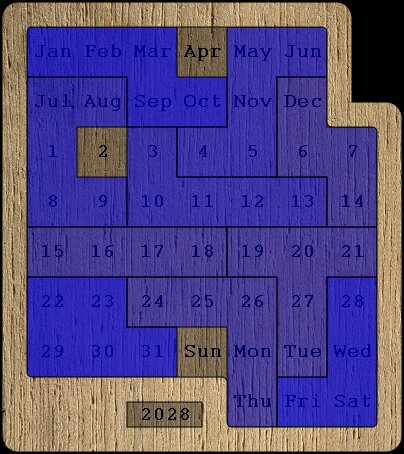 Jan Feb Mar Apr May Jun
Jul Aug Sep Oct Nov Dec
1 2 3 4 5 6 7
8 9 10 11 12 13 14
15 16 17 18 19 20 21
22 23 24 25 26 27 28
29 30 31 Sun Mon Tue Wed
Thu Fri Sat
2028